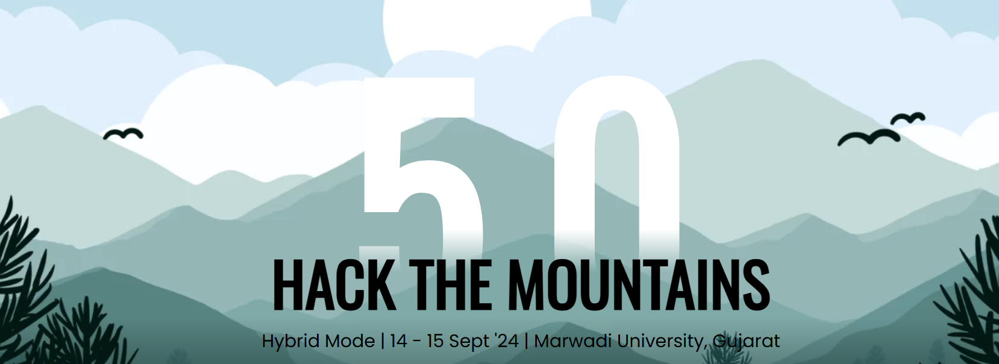 5 0
HACK THE MOUNTAINS
Hybrid Mode | 14 - 15 Sept '24 | Marwadi University, Gujarat